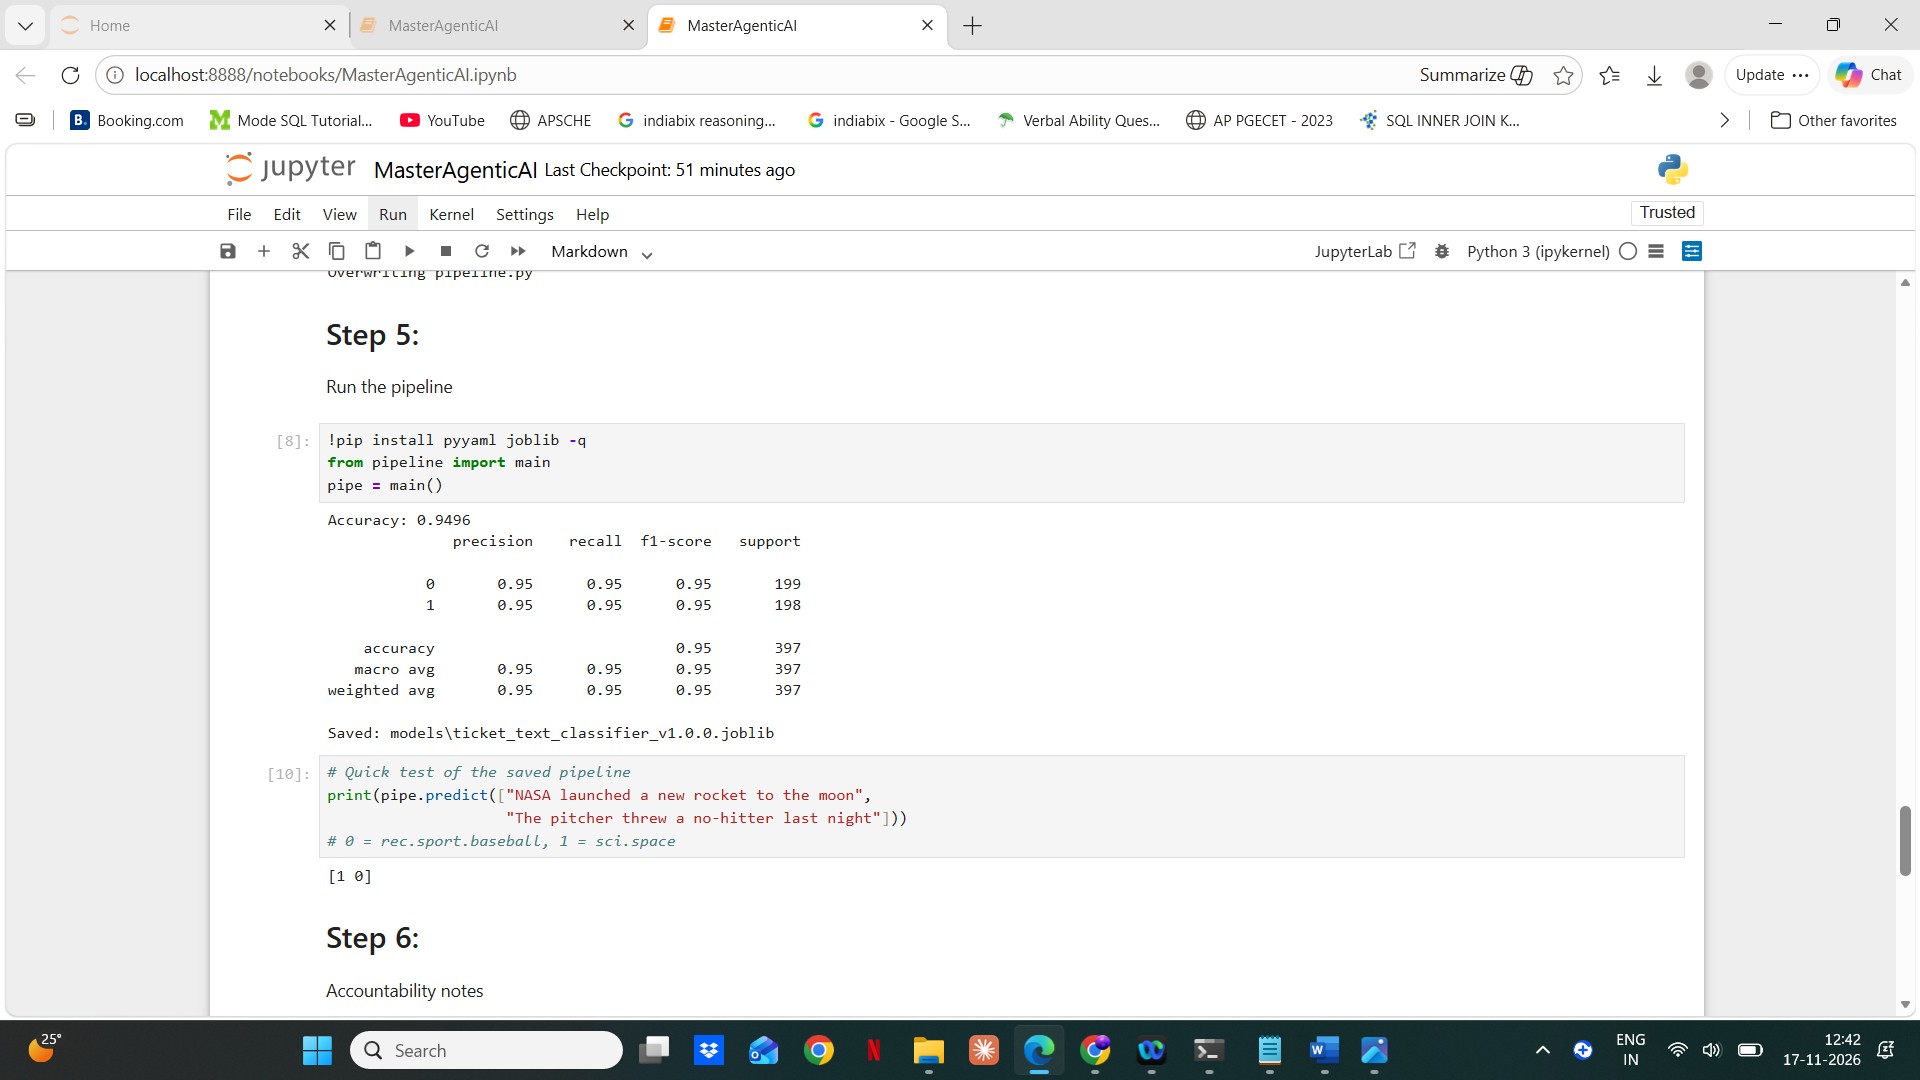 Home
MasterAgenticAI
MasterAgenticAI
localhost:8888/notebooks/MasterAgenticAI.ipynb
Summarize
Update
Chat
B. Booking.com
Mode SQL Tutorial...
YouTube
APSCHE
indiabix reasoning...
indiabix - Google S...
Verbal Ability Ques...
AP PGECET - 2023
SQL INNER JOIN K...
Other favorites
jupyter MasterAgenticAI Last Checkpoint: 51 minutes ago
File Edit View Run Kernel Settings Help
Trusted
Markdown
JupyterLab
Python 3 (ipykernel)
Overwriting pipeline.py
Step 5:
Run the pipeline
[8]: !pip install pyyaml joblib -q
from pipeline import main
pipe = main()
Accuracy: 0.9496
precision recall f1-score support
0 0.95 0.95 0.95 199
1 0.95 0.95 0.95 198
accuracy 0.95 397
macro avg 0.95 0.95 0.95 397
weighted avg 0.95 0.95 0.95 397
Saved: models\ticket_text_classifier_v1.0.0.joblib
[10]: # Quick test of the saved pipeline
print(pipe.predict(["NASA launched a new rocket to the moon",
"The pitcher threw a no-hitter last night"]))
# 0 = rec.sport.baseball, 1 = sci.space
[1 0]
Step 6:
Accountability notes
25°
Search
ENG
IN
12:42
17-11-2026